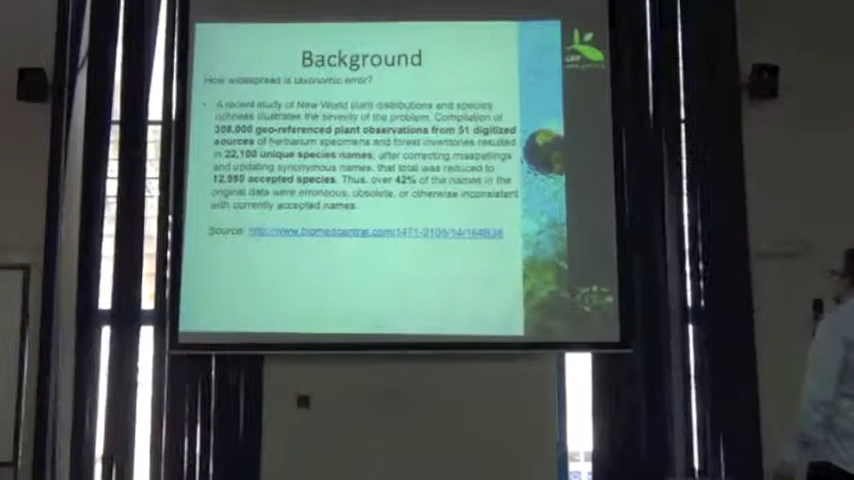 Background
How widespread is taxonomic error?
• A recent study of New World plant distributions and species
richness illustrates the severity of the problem. Compilation of
308,000 geo-referenced plant observations from 51 digitized
sources of herbarium specimens and forest inventories resulted
in 22,100 unique species names; after correcting misspellings
and updating synonymous names, that total was reduced to
12,980 accepted species. Thus, over 42% of the names in the
original data were erroneous, obsolete, or otherwise inconsistent
with currently accepted names.
Source: